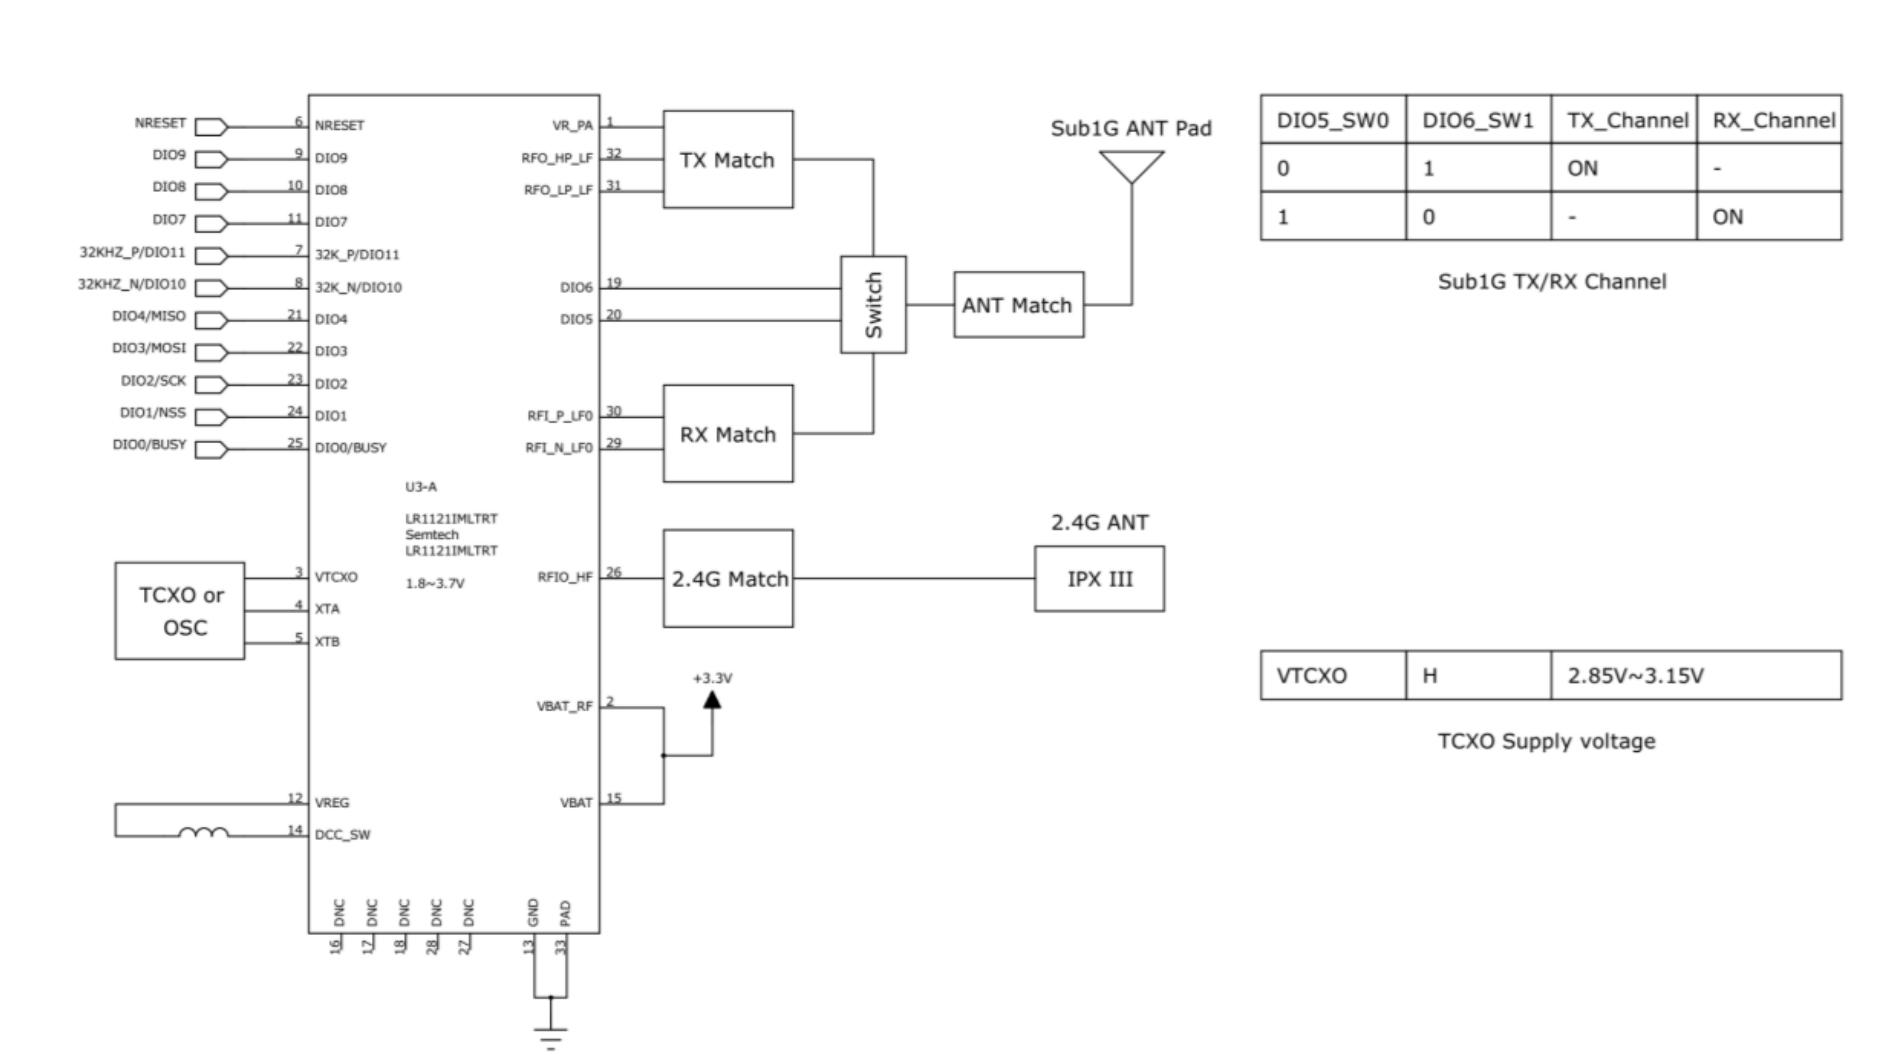 NRESET
6
NRESET
DIO9
9
DIO9
DIO8
10
DIO8
DIO7
11
DIO7
32KHZ_P/DIO11
7
32K_P/DIO11
32KHZ_N/DIO10
8
32K_N/DIO10
DIO4/MISO
21
DIO4
DIO3/MOSI
22
DIO3
DIO2/SCK
23
DIO2
DIO1/NSS
24
DIO1
DIO0/BUSY
25
DIO0/BUSY
U3-A
LR1121IMLTRT
Semtech
LR1121IMLTRT
1.8~3.7V
TCXO or
OSC
3
VTCXO
4
XTA
5
XTB
12
VREG
14
DCC_SW
DNC
16
DNC
17
DNC
18
DNC
28
DNC
27
GND
13
PAD
33
VR_PA
1
RFO_HP_LF
32
RFO_LP_LF
31
TX Match
DIO6
19
DIO5
20
Switch
ANT Match
Sub1G ANT Pad
RFI_P_LF0
30
RFI_N_LF0
29
RX Match
RFIO_HF
26
2.4G Match
2.4G ANT
IPX III
+3.3V
VBAT_RF
2
VBAT
15
DIO5_SW0 DIO6_SW1 TX_Channel RX_Channel
0 1 ON -
1 0 - ON
Sub1G TX/RX Channel
VTCXO H 2.85V~3.15V
TCXO Supply voltage